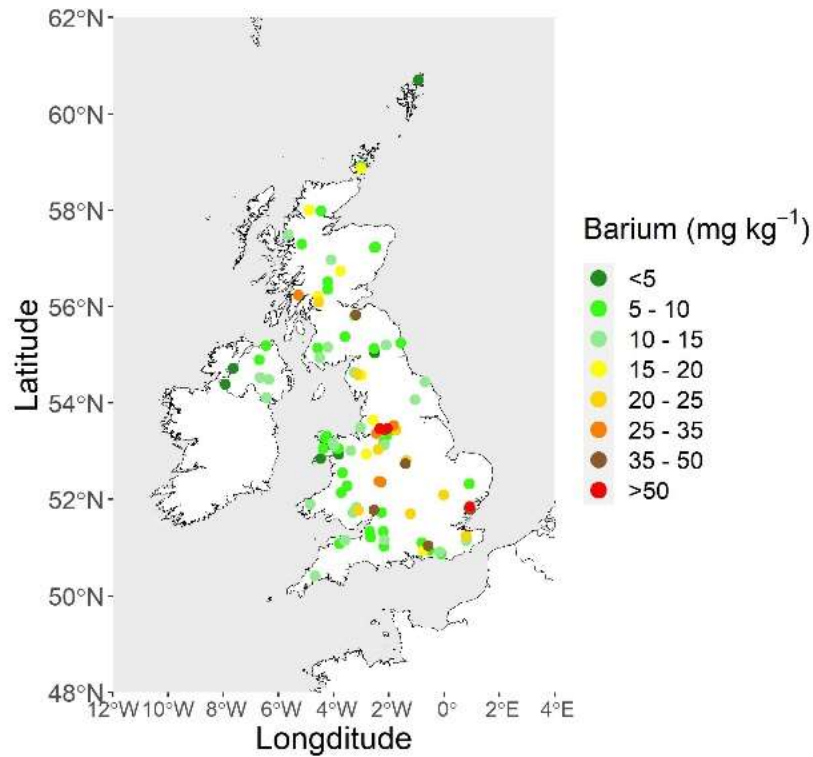 62°N
60°N
58°N
56°N
54°N
52°N
50°N
48°N
Latitude
12°W 10°W 8°W 6°W 4°W 2°W 0° 2°E 4°E
Longditude
Barium (mg kg⁻¹)
<5
5 - 10
10 - 15
15 - 20
20 - 25
25 - 35
35 - 50
>50